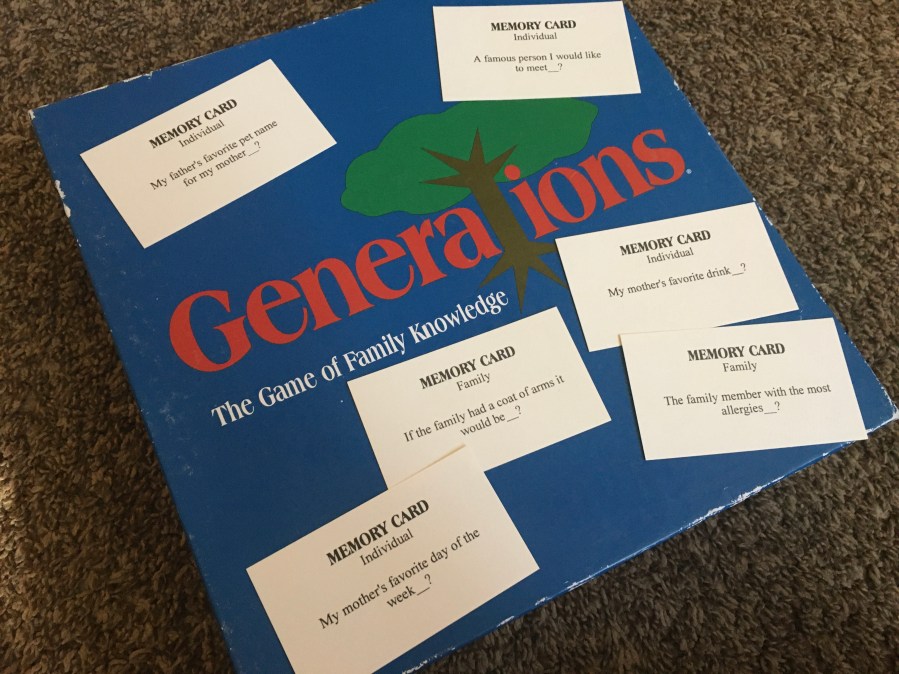 MEMORY CARD
Individual
A famous person I would like
to meet__?
MEMORY CARD
Individual
My father's favorite pet name
for my mother__?
Generations®
The Game of Family Knowledge
MEMORY CARD
Individual
My mother's favorite drink__?
MEMORY CARD
Family
If the family had a coat of arms it
would be__?
MEMORY CARD
Family
The family member with the most
allergies__?
MEMORY CARD
Individual
My mother's favorite day of the
week__?